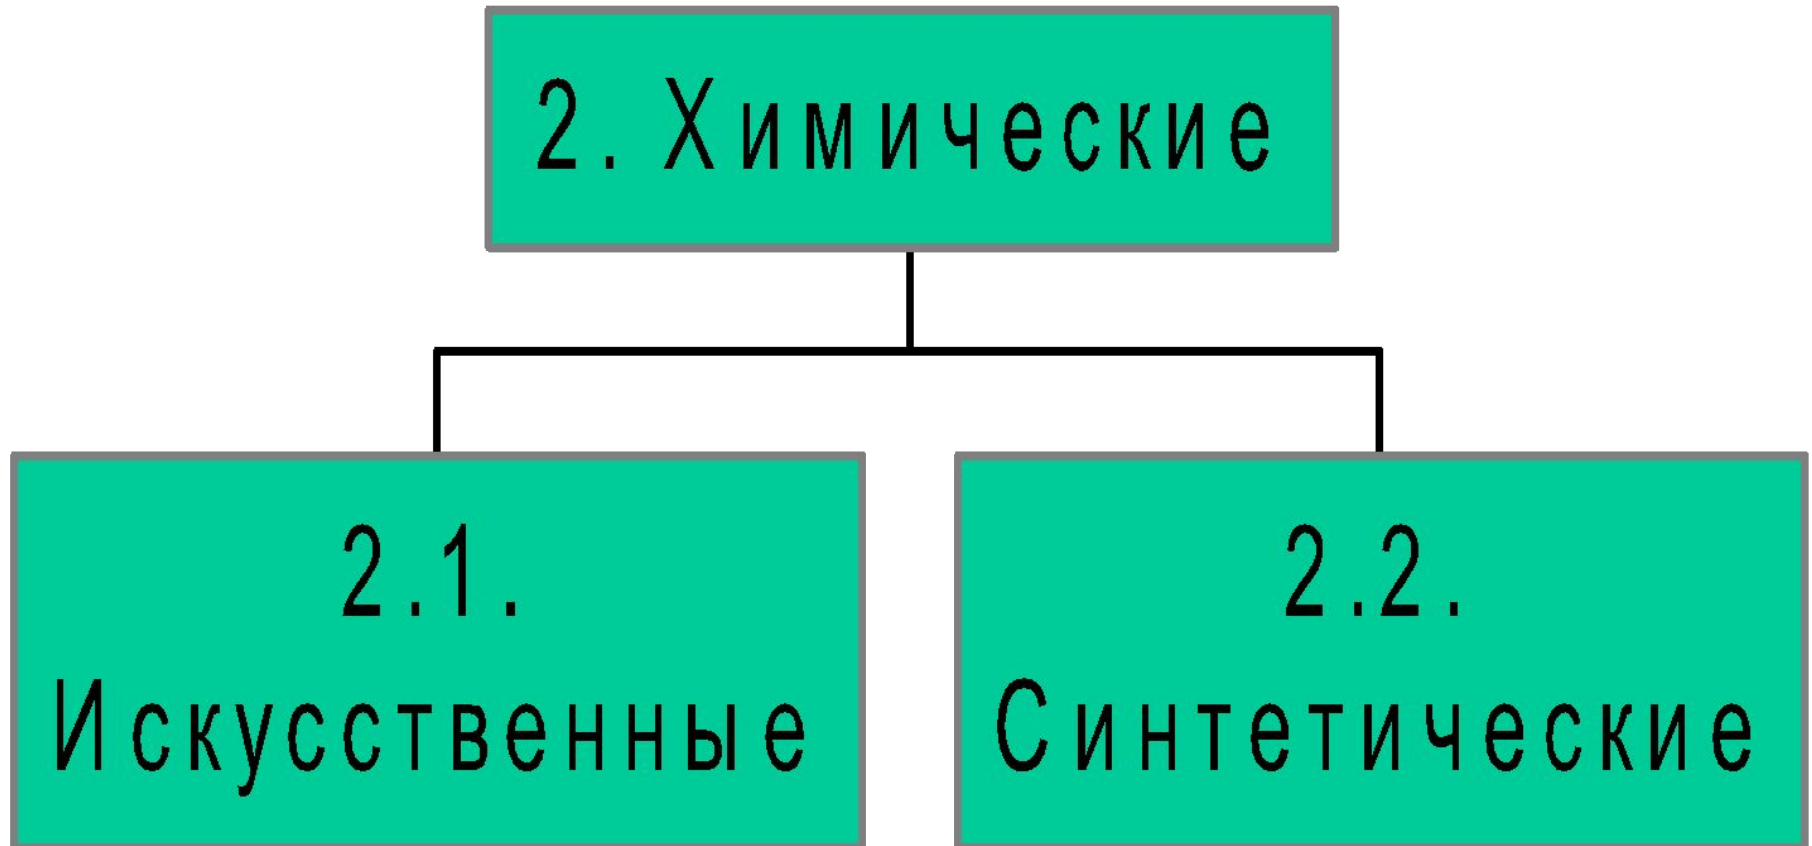 2. Химические
2.1.
Искусственные
2.2.
Синтетические